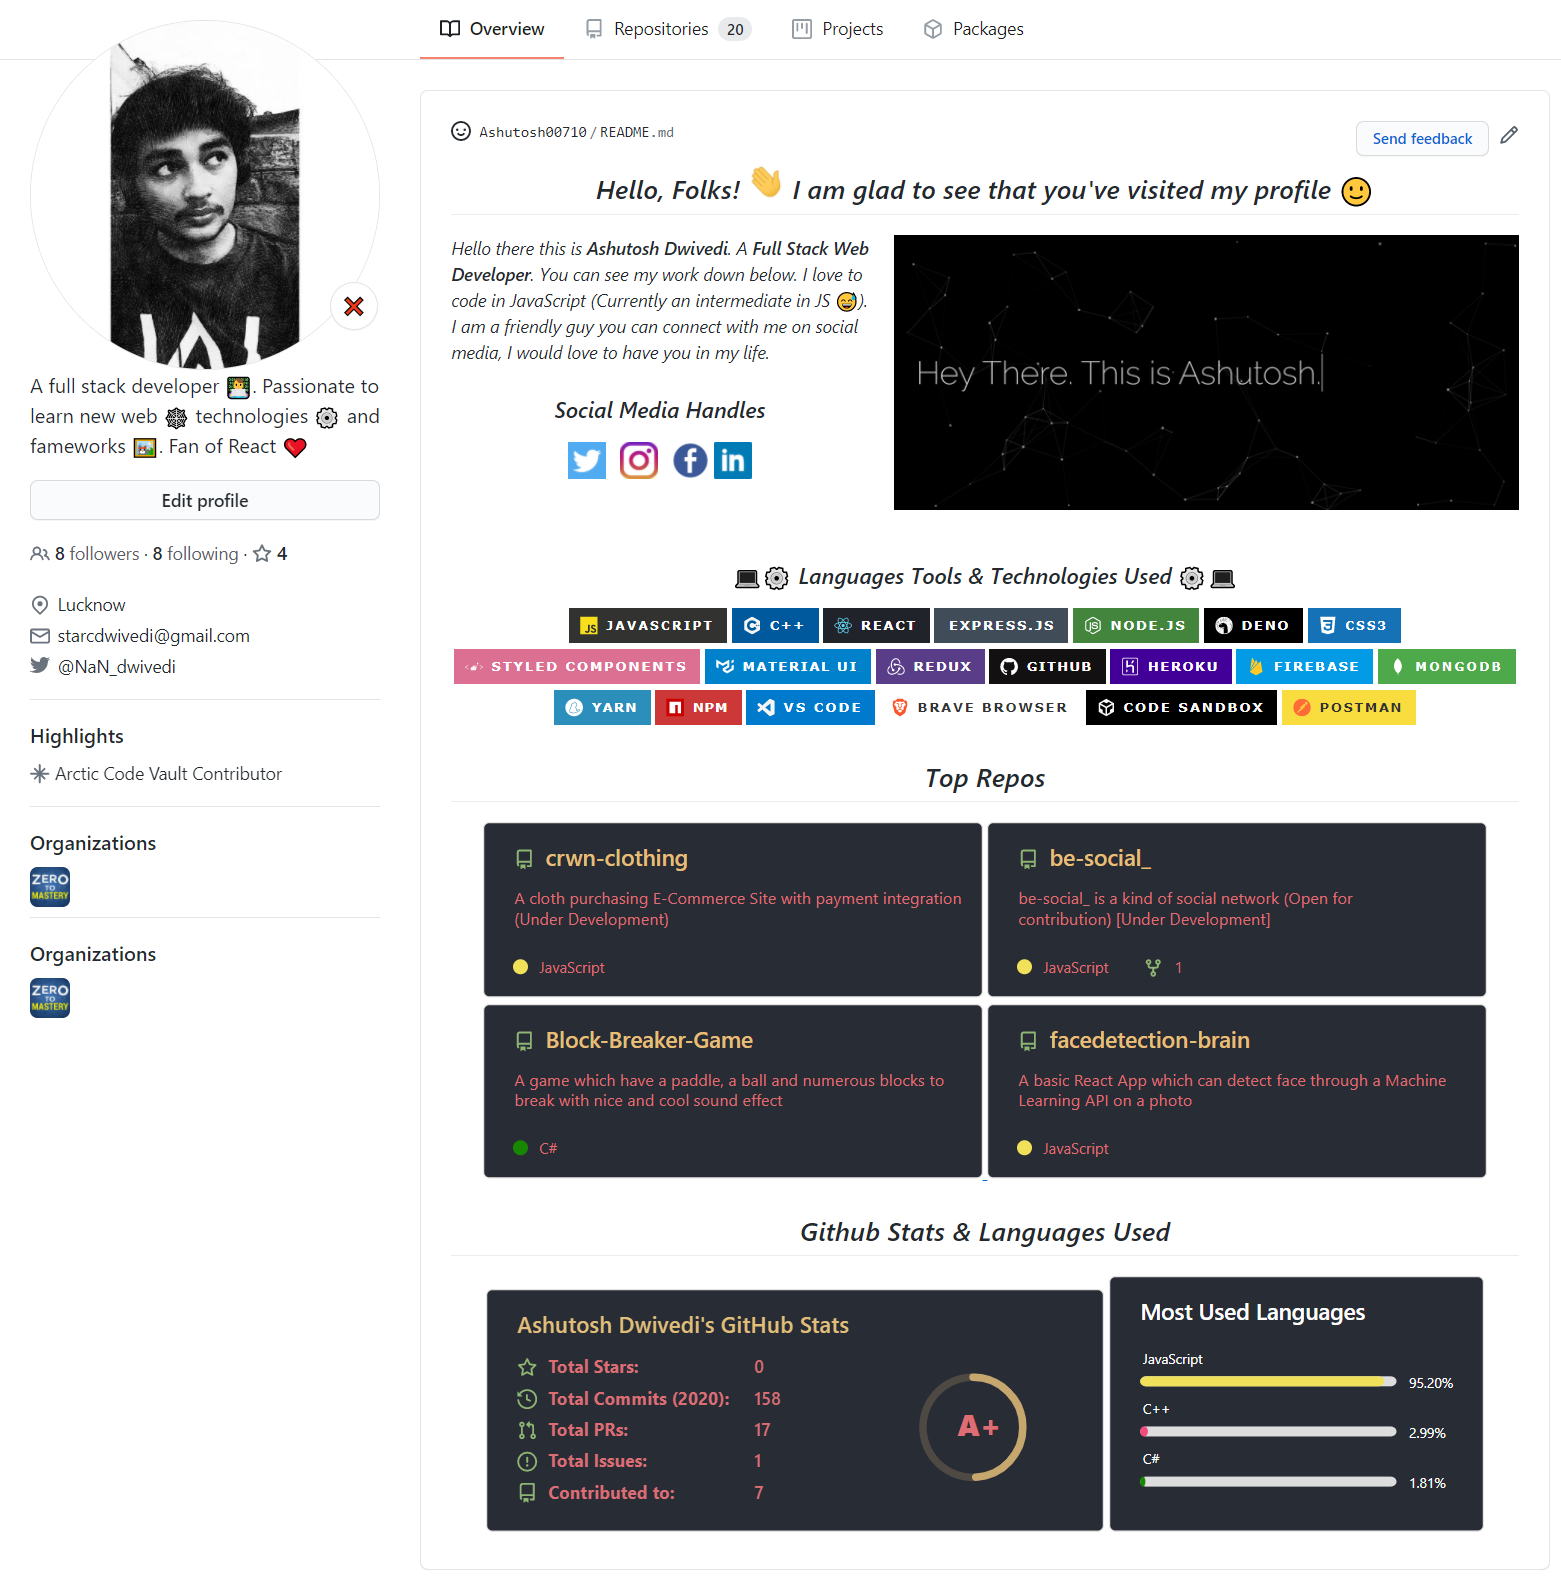 Overview
Repositories 20
Projects
Packages
A full stack developer 👨‍💻. Passionate to
learn new web 🕸️ technologies ⚙️ and
fameworks 🖼️. Fan of React ❤️
Edit profile
8 followers · 8 following · 4
Lucknow
starcdwivedi@gmail.com
@NaN_dwivedi
Highlights
Arctic Code Vault Contributor
Organizations
ZERO
TO
MASTERY
Organizations
ZERO
TO
MASTERY
Ashutosh00710 / README.md
Send feedback
Hello, Folks! 👋 I am glad to see that you've visited my profile 🙂
Hello there this is Ashutosh Dwivedi. A Full Stack Web
Developer. You can see my work down below. I love to
code in JavaScript (Currently an intermediate in JS 😅).
I am a friendly guy you can connect with me on social
media, I would love to have you in my life.
Hey There. This is Ashutosh.
Social Media Handles
💻⚙️ Languages Tools & Technologies Used ⚙️💻
JS JAVASCRIPT C++ REACT EXPRESS.JS NODE.JS DENO CSS3
STYLED COMPONENTS MATERIAL UI REDUX GITHUB HEROKU FIREBASE MONGODB
YARN NPM VS CODE BRAVE BROWSER CODE SANDBOX POSTMAN
Top Repos
crwn-clothing
A cloth purchasing E-Commerce Site with payment integration
(Under Development)
JavaScript
be-social_
be-social_ is a kind of social network (Open for
contribution) [Under Development]
JavaScript 1
Block-Breaker-Game
A game which have a paddle, a ball and numerous blocks to
break with nice and cool sound effect
C#
facedetection-brain
A basic React App which can detect face through a Machine
Learning API on a photo
JavaScript
Github Stats & Languages Used
Ashutosh Dwivedi's GitHub Stats
Total Stars: 0
Total Commits (2020): 158
Total PRs: 17
Total Issues: 1
Contributed to: 7
A+
Most Used Languages
JavaScript
95.20%
C++
2.99%
C#
1.81%